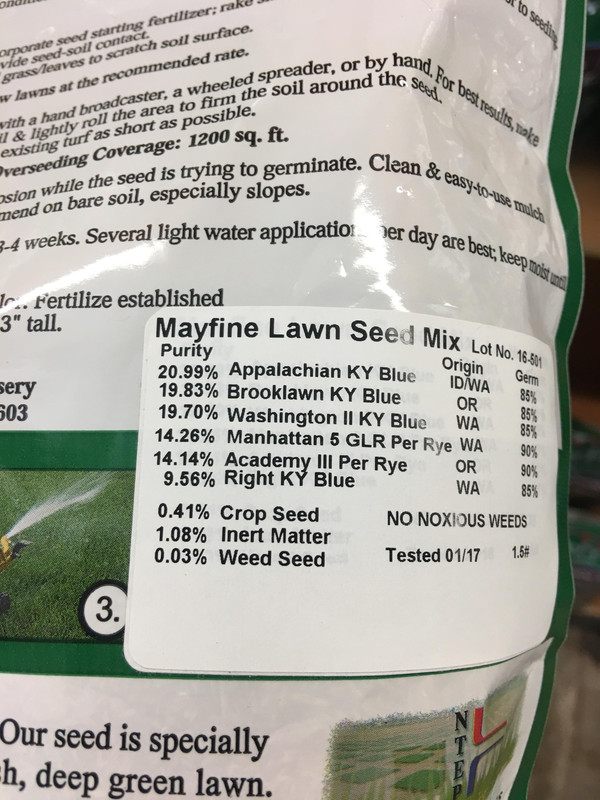 to seeding
orporate seed starting fertilizer; rake
vide seed-soil contact.
grass/leaves to scratch soil surface.
w lawns at the recommended rate.
with a hand broadcaster, a wheeled spreader, or by hand. For best results, make
il & lightly roll the area to firm the soil around the seed.
existing turf as short as possible.
Overseeding Coverage: 1200 sq. ft.
osion while the seed is trying to germinate. Clean & easy-to-use mulch
mend on bare soil, especially slopes.
3-4 weeks. Several light water applicatio per day are best; keep moist until
Fertilize established
3" tall.
sery
603
Mayfine Lawn Seed Mix Lot No. 16-501
Purity Origin Germ
20.99% Appalachian KY Blue ID/WA 85%
19.83% Brooklawn KY Blue OR 85%
19.70% Washington II KY Blue WA 85%
14.26% Manhattan 5 GLR Per Rye WA 90%
14.14% Academy III Per Rye OR 90%
9.56% Right KY Blue WA 85%
0.41% Crop Seed NO NOXIOUS WEEDS
1.08% Inert Matter
0.03% Weed Seed Tested 01/17 1.5#
3.
Our seed is specially
h, deep green lawn.
NTEP